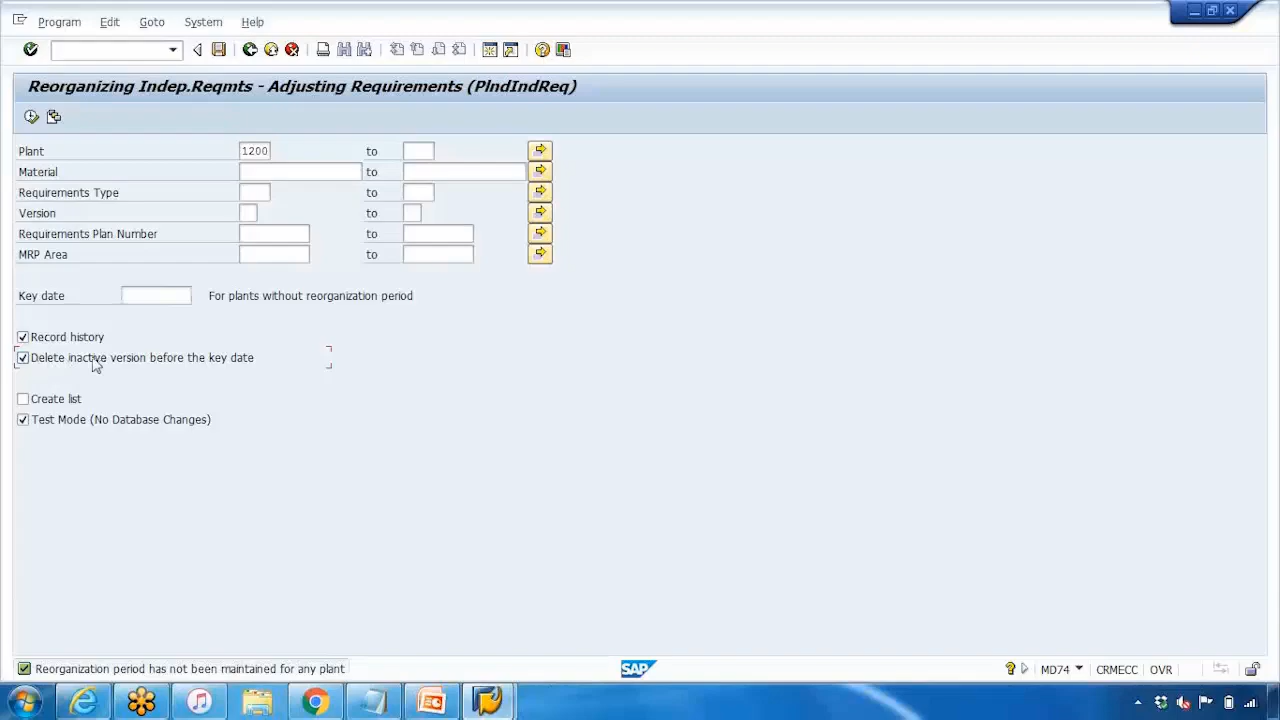 Program Edit Goto System Help
Reorganizing Indep.Reqmts - Adjusting Requirements (PlndIndReq)
Plant 1200 to
Material to
Requirements Type to
Version to
Requirements Plan Number to
MRP Area to
Key date For plants without reorganization period
Record history
Delete inactive version before the key date
Create list
Test Mode (No Database Changes)
Reorganization period has not been maintained for any plant SAP MD74 CRMECC OVR